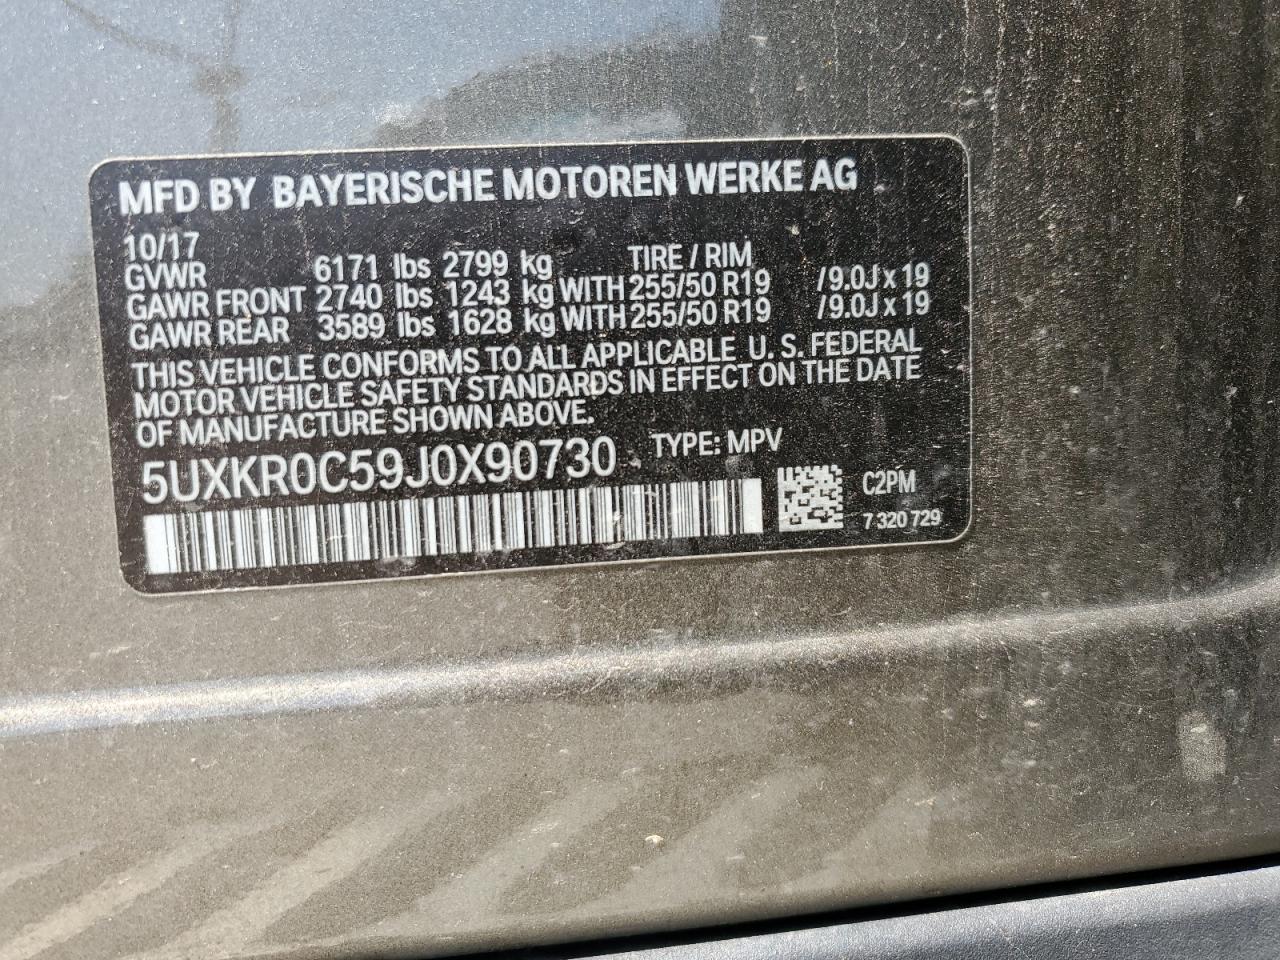 MFD BY BAYERISCHE MOTOREN WERKE AG
10/17
GVWR 6171 lbs 2799 kg TIRE / RIM
GAWR FRONT 2740 lbs 1243 kg WITH 255/50 R19 /9.0J x 19
GAWR REAR 3589 lbs 1628 kg WITH 255/50 R19 /9.0J x 19
THIS VEHICLE CONFORMS TO ALL APPLICABLE U. S. FEDERAL
MOTOR VEHICLE SAFETY STANDARDS IN EFFECT ON THE DATE
OF MANUFACTURE SHOWN ABOVE.
5UXKR0C59J0X90730 TYPE: MPV
C2PM
7 320 729